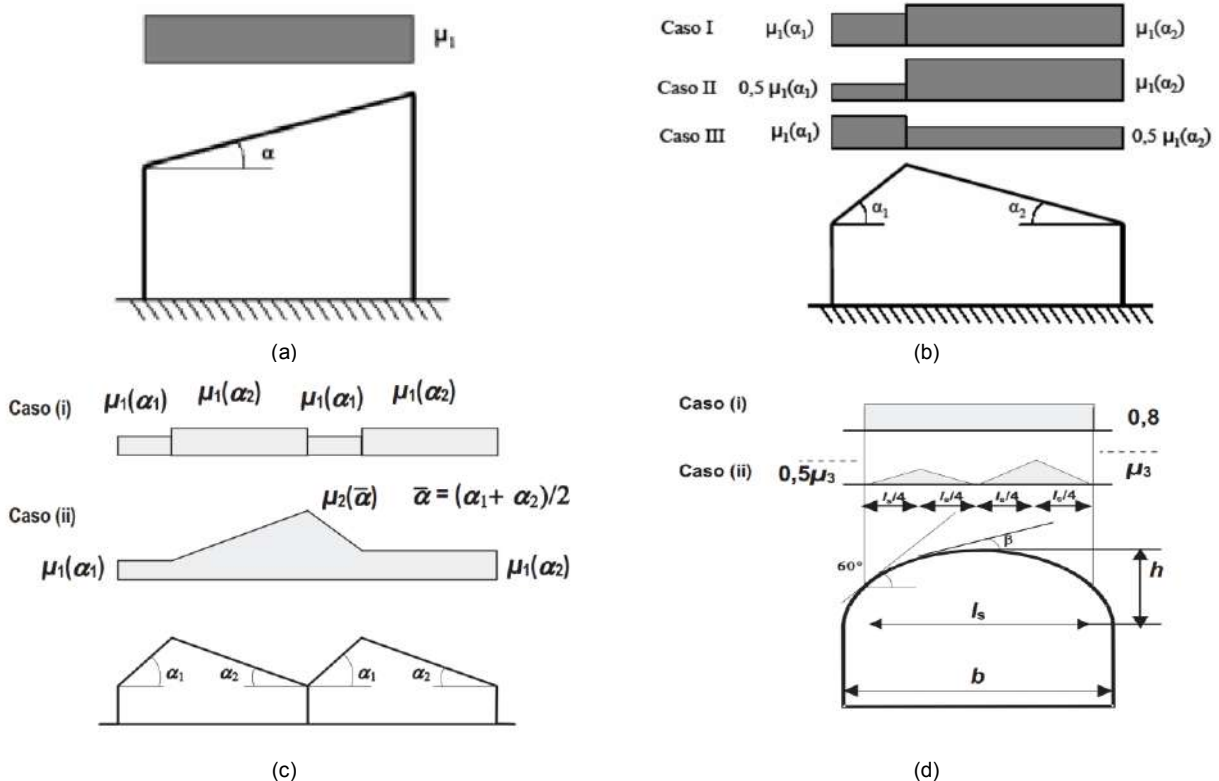 μ₁
α
(a)
Caso I μ₁(α₁) μ₁(α₂)
Caso II 0,5 μ₁(α₁) μ₁(α₂)
Caso III μ₁(α₁) 0,5 μ₁(α₂)
α₁ α₂
(b)
Caso (i) μ₁(α₁) μ₁(α₂) μ₁(α₁) μ₁(α₂)
μ₂(ᾱ) ᾱ = (α₁+ α₂)/2
Caso (ii)
μ₁(α₁) μ₁(α₂)
α₁ α₂ α₁ α₂
(c)
Caso (i) 0,8
Caso (ii) 0,5μ₃ μ₃
lₛ/4 lₛ/4 lₛ/4 lₛ/4
β
60°
h
lₛ
b
(d)